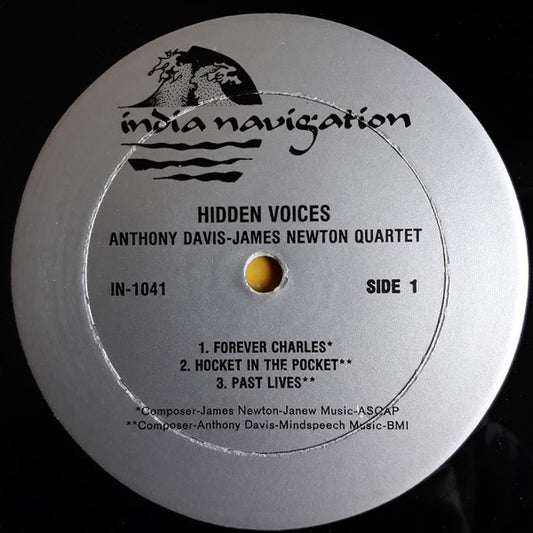 india navigation
HIDDEN VOICES
ANTHONY DAVIS-JAMES NEWTON QUARTET
IN-1041 SIDE 1
1. FOREVER CHARLES*
2. HOCKET IN THE POCKET**
3. PAST LIVES**
*Composer-James Newton-Janew Music-ASCAP
**Composer-Anthony Davis-Mindspeech Music-BMI